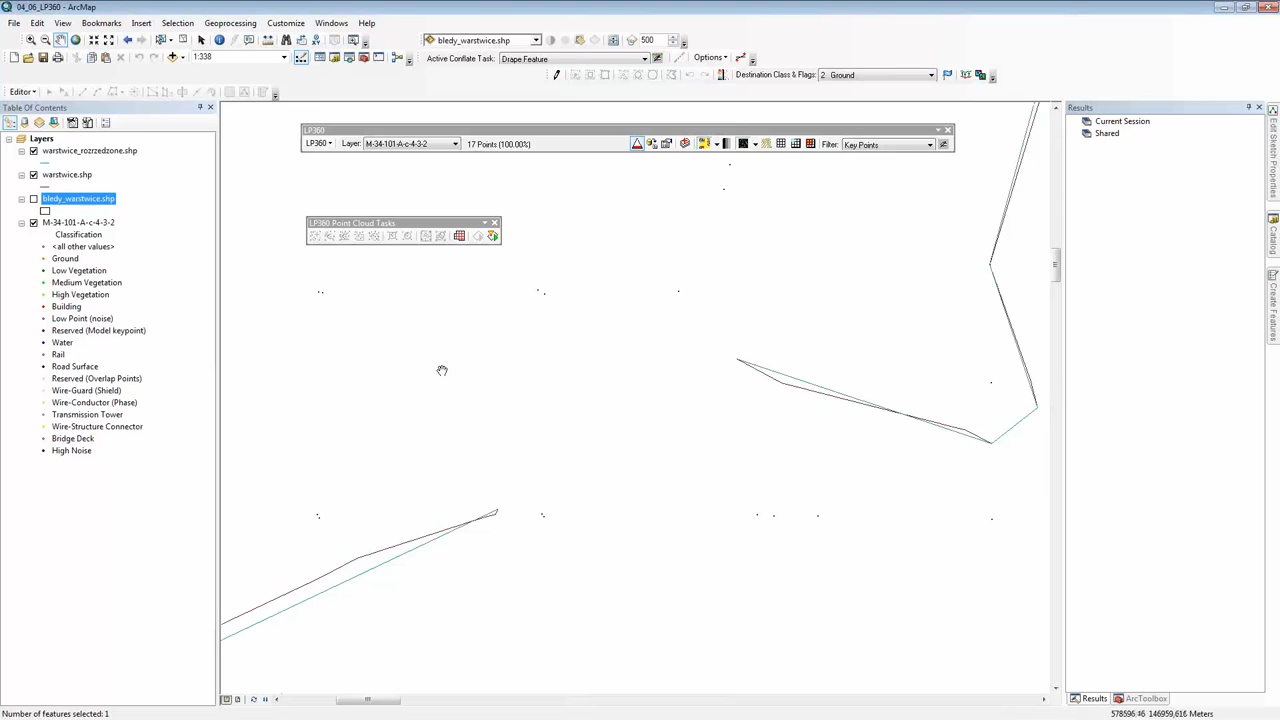 04_06_LP360 - ArcMap
File Edit View Bookmarks Insert Selection Geoprocessing Customize Windows Help
bledy_warstwice.shp 500
1:338 Active Conflate Task: Drape Feature Options
Destination Class & Flags: 2 Ground
Editor
Table Of Contents
Layers
warstwice_rozrzedzone.shp
warstwice.shp
bledy_warstwice.shp
M-34-101-A-c-4-3-2
Classification
<all other values>
Ground
Low Vegetation
Medium Vegetation
High Vegetation
Building
Low Point (noise)
Reserved (Model keypoint)
Water
Rail
Road Surface
Reserved (Overlap Points)
Wire-Guard (Shield)
Wire-Conductor (Phase)
Transmission Tower
Wire-Structure Connector
Bridge Deck
High Noise
LP360
LP360 Layer: M-34-101-A-c-4-3-2 17 Points (100.00%) Filter: Key Points
LP360 Point Cloud Tasks
Results
Current Session
Shared
Edit Sketch Properties
Catalog
Create Features
Results ArcToolbox
Number of features selected: 1
578596,46 146959,616 Meters